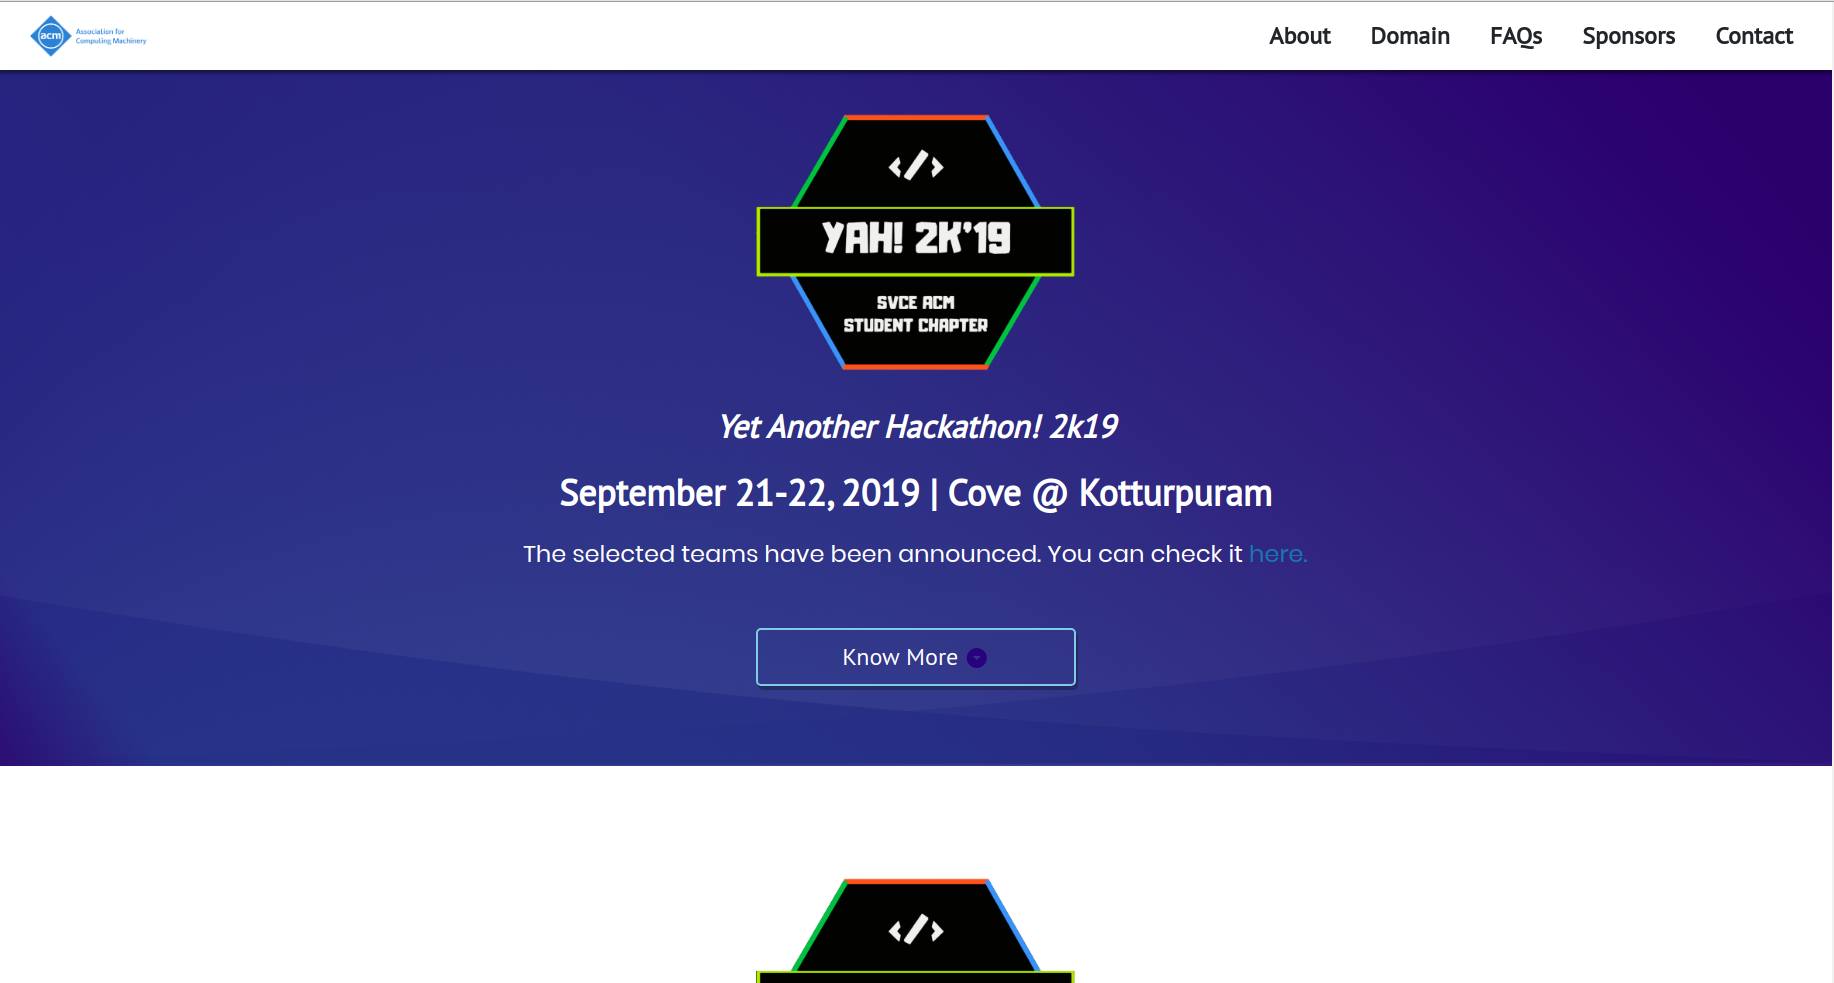 acm
Association for
Computing Machinery
About
Domain
FAQs
Sponsors
Contact
</>
YAH! 2K'19
SVCE ACM
STUDENT CHAPTER
Yet Another Hackathon! 2k19
September 21-22, 2019 | Cove @ Kotturpuram
The selected teams have been announced. You can check it here.
Know More
</>